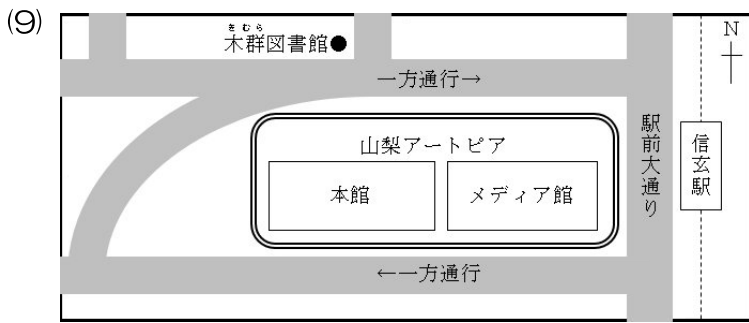 (9)
きむら
木群図書館●
N
一方通行→
山梨アートピア
本館
メディア館
駅前大通り
信玄駅
←一方通行